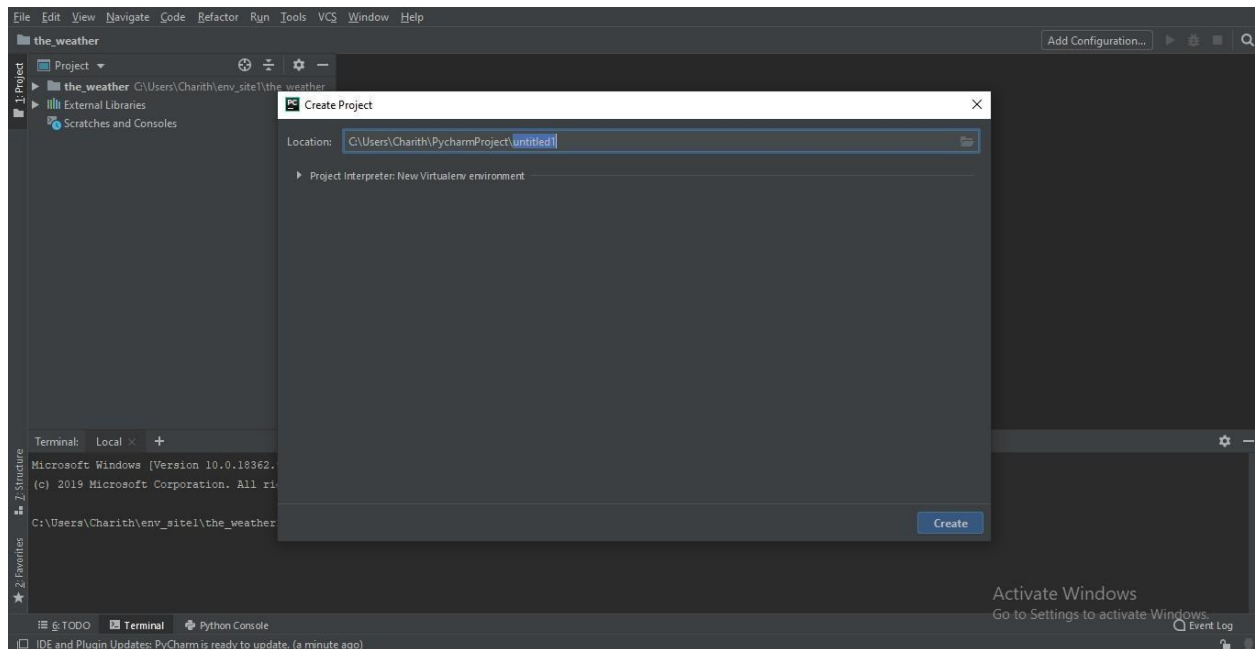 File Edit View Navigate Code Refactor Run Tools VCS Window Help
the_weather
Add Configuration...
1: Project
Project
the_weather C:\Users\Charith\env_site1\the_weather
External Libraries
Scratches and Consoles
Create Project
Location: C:\Users\Charith\PycharmProject\untitled1
Project Interpreter: New Virtualenv environment
Create
Terminal: Local +
Microsoft Windows [Version 10.0.18362.
(c) 2019 Microsoft Corporation. All ri
C:\Users\Charith\env_site1\the_weather
7: Structure
2: Favorites
Activate Windows
Go to Settings to activate Windows.
6: TODO Terminal Python Console
Event Log
IDE and Plugin Updates: PyCharm is ready to update. (a minute ago)